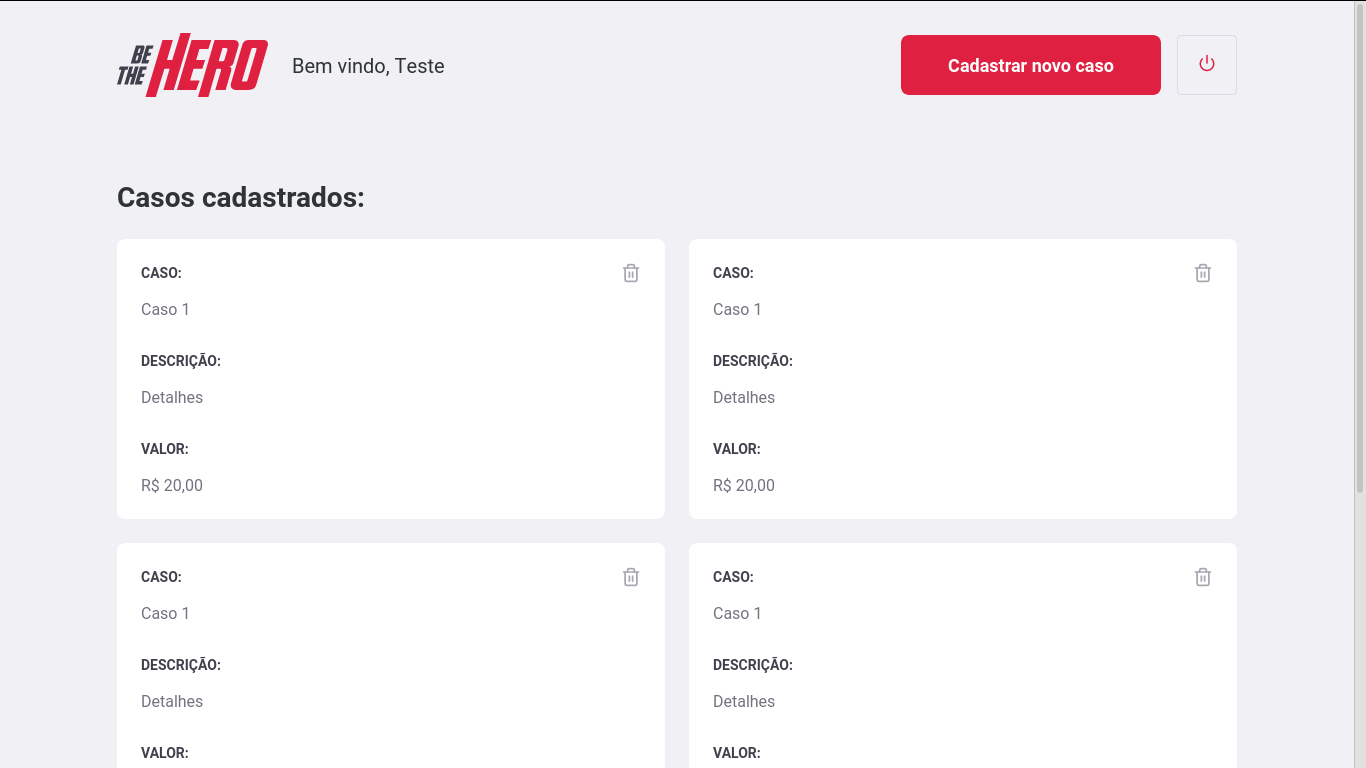 BE THE HERO
Bem vindo, Teste
Cadastrar novo caso
Casos cadastrados:
CASO:
Caso 1
DESCRIÇÃO:
Detalhes
VALOR:
R$ 20,00
CASO:
Caso 1
DESCRIÇÃO:
Detalhes
VALOR:
R$ 20,00
CASO:
Caso 1
DESCRIÇÃO:
Detalhes
VALOR:
CASO:
Caso 1
DESCRIÇÃO:
Detalhes
VALOR: